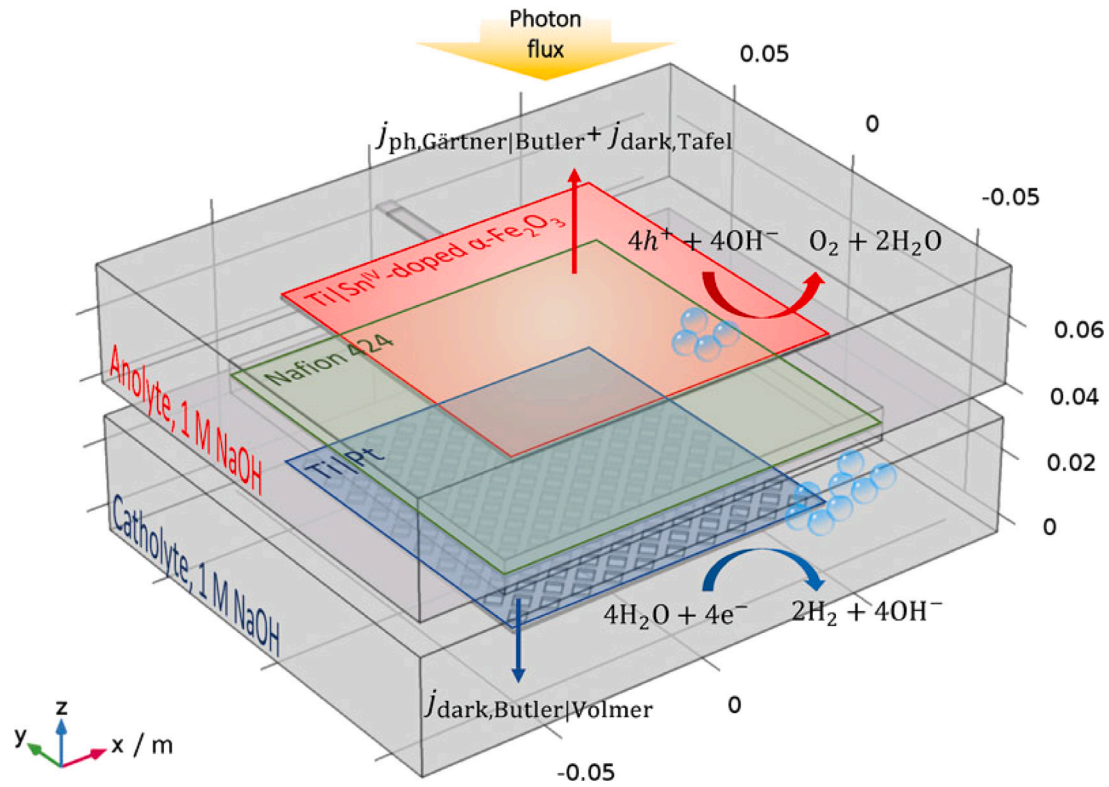 Photon
flux
0.05
0
-0.05
j_ph,Gärtner|Butler + j_dark,Tafel
Ti|Sn^IV-doped α-Fe₂O₃
4h⁺ + 4OH⁻ O₂ + 2H₂O
0.06
Nafion 424
Anolyte, 1 M NaOH
0.04
Ti|Pt
0.02
Catholyte, 1 M NaOH
0
4H₂O + 4e⁻ 2H₂ + 4OH⁻
j_dark,Butler|Volmer
0
-0.05
z
y
x / m